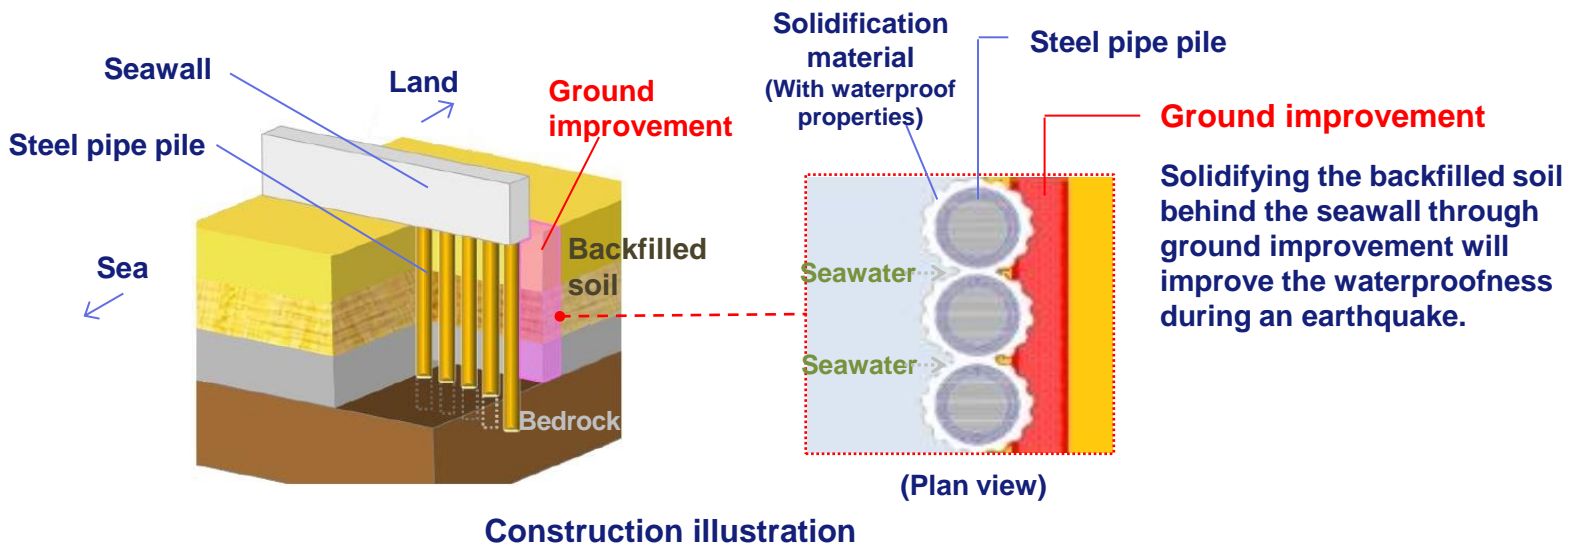 Seawall
Land
Ground
improvement
Steel pipe pile
Sea
Backfilled
soil
Bedrock
Solidification
material
(With waterproof
properties)
Steel pipe pile
Ground improvement
Solidifying the backfilled soil
behind the seawall through
ground improvement will
improve the waterproofness
during an earthquake.
Seawater
Seawater
(Plan view)
Construction illustration